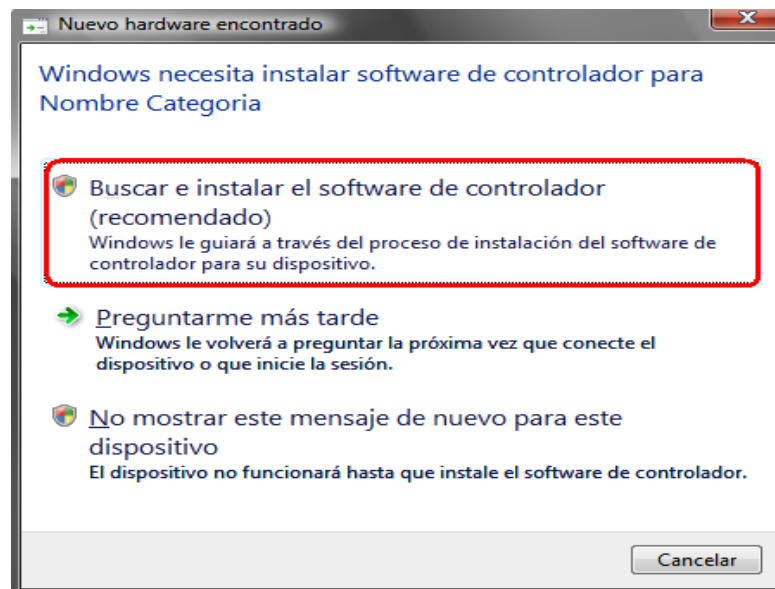 Nuevo hardware encontrado
Windows necesita instalar software de controlador para
Nombre Categoria
Buscar e instalar el software de controlador
(recomendado)
Windows le guiará a través del proceso de instalación del software de
controlador para su dispositivo.
Preguntarme más tarde
Windows le volverá a preguntar la próxima vez que conecte el
dispositivo o que inicie la sesión.
No mostrar este mensaje de nuevo para este
dispositivo
El dispositivo no funcionará hasta que instale el software de controlador.
Cancelar